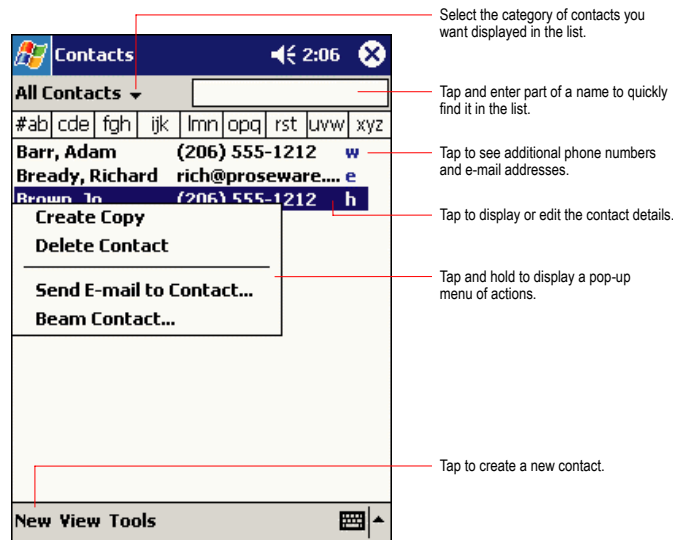 Select the category of contacts you
want displayed in the list.
Contacts 2:06
All Contacts
Tap and enter part of a name to quickly
find it in the list.
#ab cde fgh ijk lmn opq rst uvw xyz
Barr, Adam (206) 555-1212 w
Tap to see additional phone numbers
and e-mail addresses.
Bready, Richard rich@proseware.... e
Brown, Jo (206) 555-1212 h
Tap to display or edit the contact details.
Create Copy
Delete Contact
Send E-mail to Contact...
Beam Contact...
Tap and hold to display a pop-up
menu of actions.
Tap to create a new contact.
New View Tools